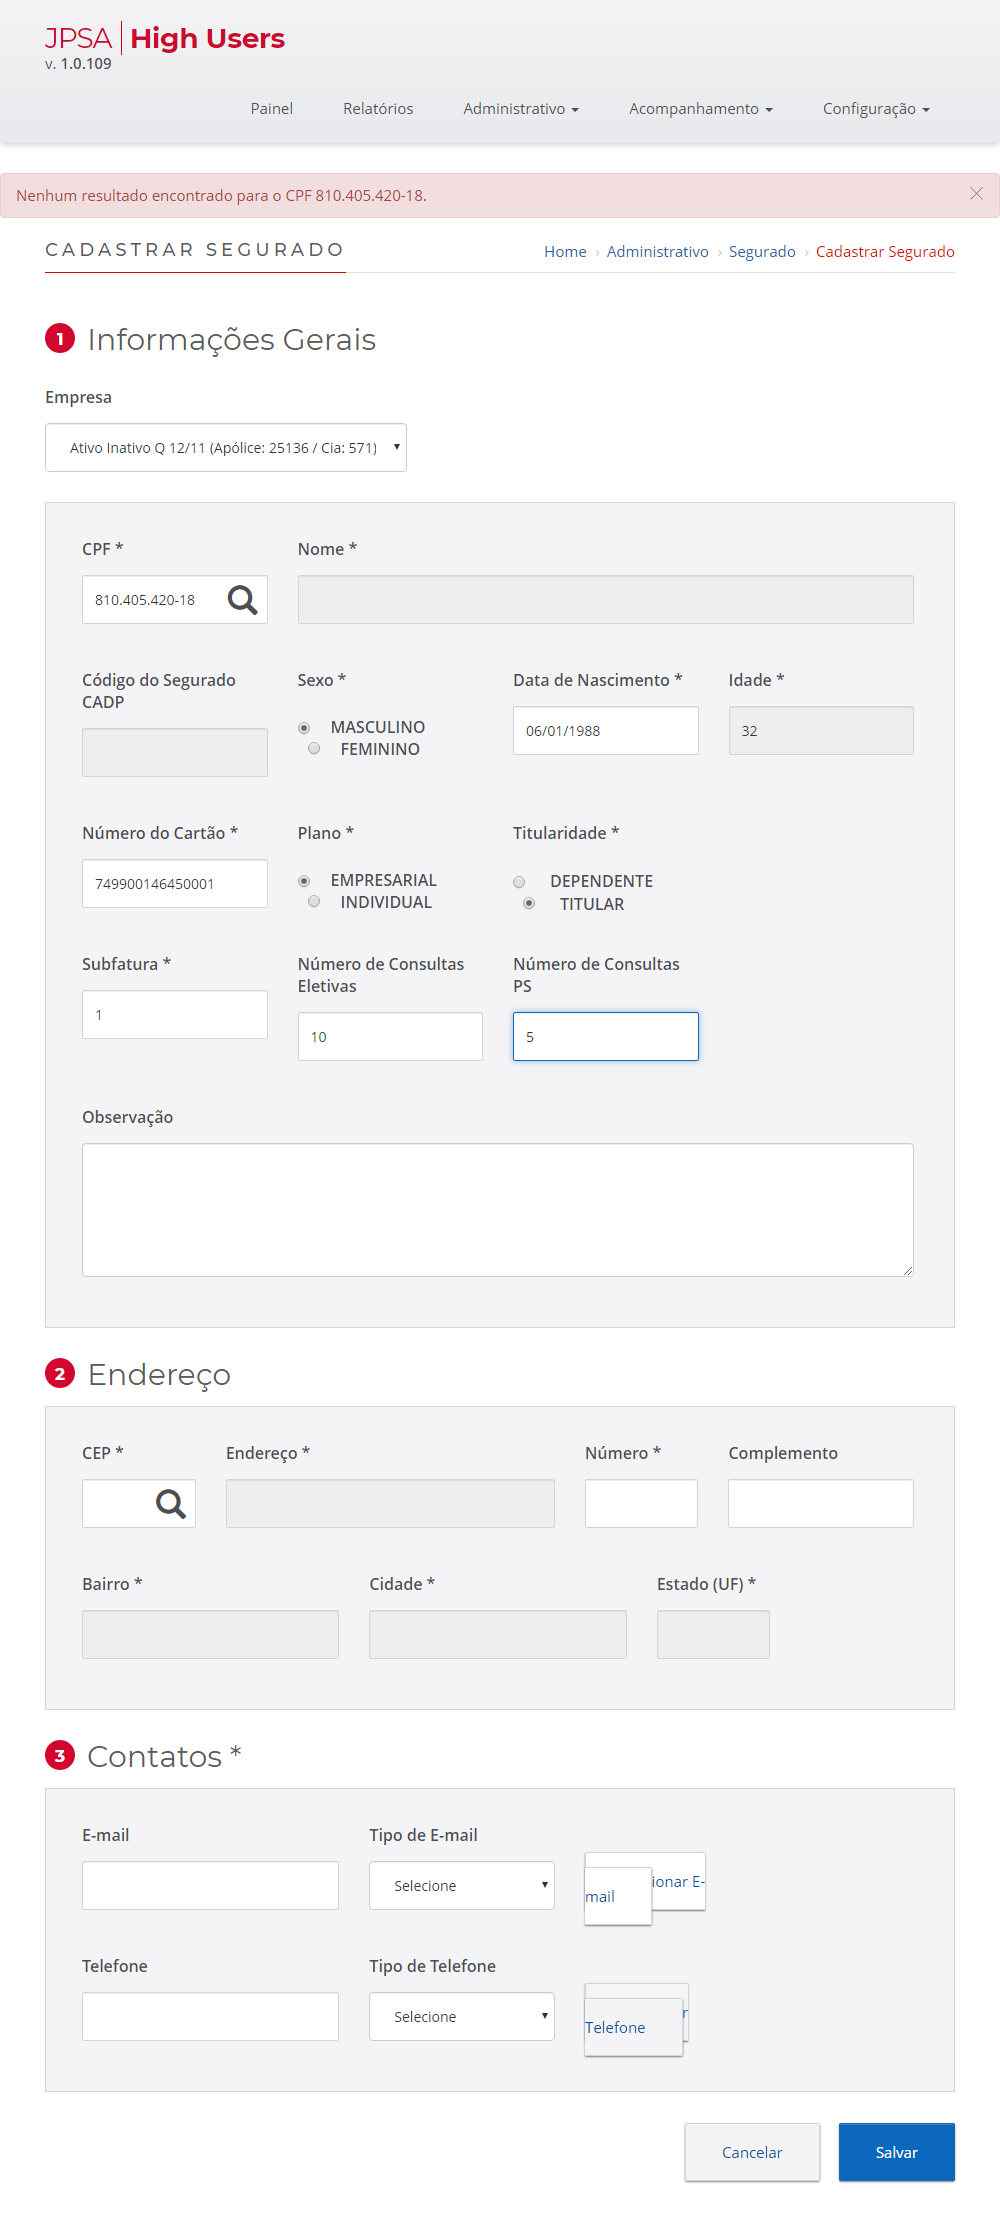 JPSA | High Users
v. 1.0.109
Painel Relatórios Administrativo Acompanhamento Configuração
Nenhum resultado encontrado para o CPF 810.405.420-18.
CADASTRAR SEGURADO
Home › Administrativo › Segurado › Cadastrar Segurado
1 Informações Gerais
Empresa
Ativo Inativo Q 12/11 (Apólice: 25136 / Cia: 571)
CPF * Nome *
810.405.420-18
Código do Segurado CADP
Sexo *
MASCULINO
FEMININO
Data de Nascimento *
06/01/1988
Idade *
32
Número do Cartão *
749900146450001
Plano *
EMPRESARIAL
INDIVIDUAL
Titularidade *
DEPENDENTE
TITULAR
Subfatura *
1
Número de Consultas Eletivas
10
Número de Consultas PS
5
Observação
2 Endereço
CEP * Endereço * Número * Complemento
Bairro * Cidade * Estado (UF) *
3 Contatos *
E-mail Tipo de E-mail
Selecione
ionar E-
mail
Telefone Tipo de Telefone
Selecione
r
Telefone
Cancelar Salvar